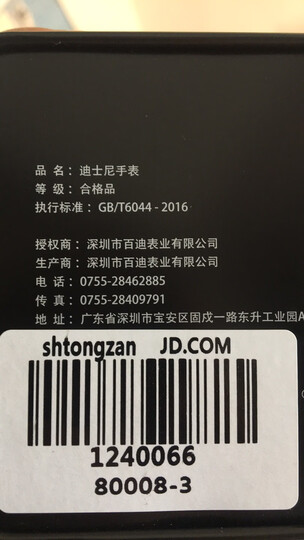 品 名：迪士尼手表
等 级：合格品
执行标准：GB/T6044 - 2016
授权商：深圳市百迪表业有限公司
生产商：深圳市百迪表业有限公司
电 话：0755-28462885
传 真：0755-28409791
地 址：广东省深圳市宝安区固戍一路东升工业园A
shtongzan JD.COM
1240066
80008-3